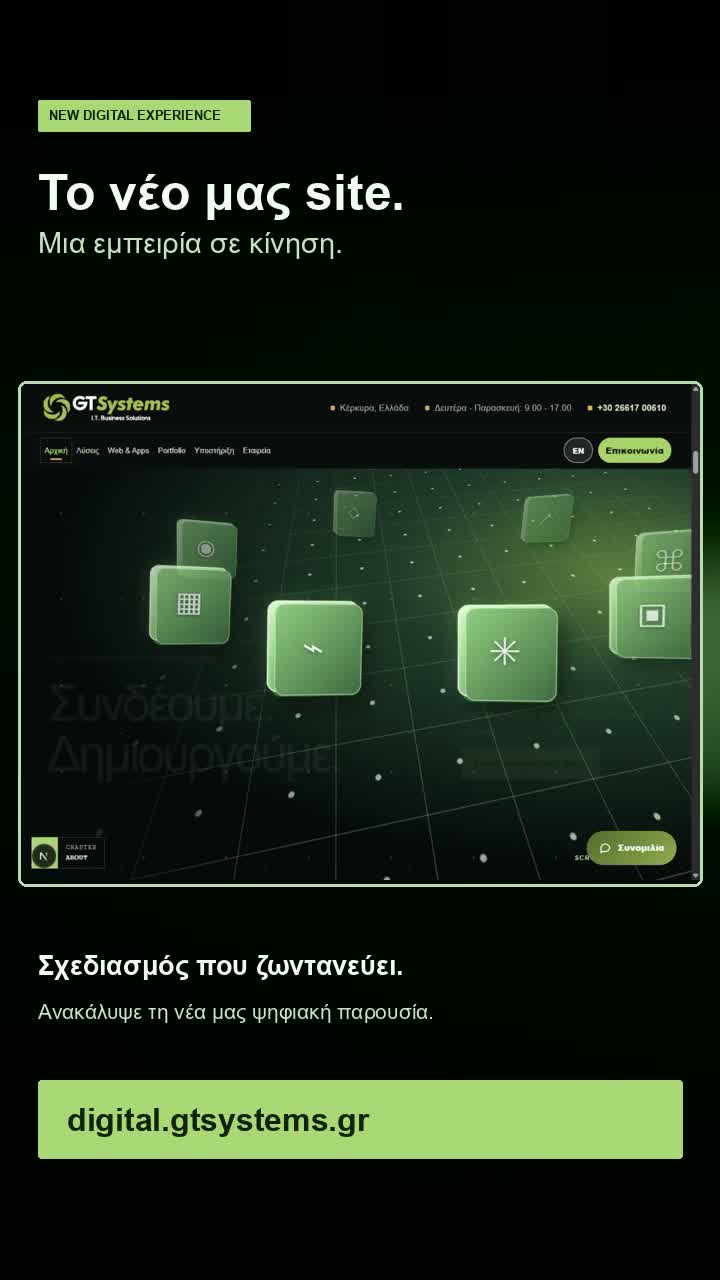 NEW DIGITAL EXPERIENCE
Το νέο μας site.
Μια εμπειρία σε κίνηση.
GTSystems
I.T. Business Solutions
Κέρκυρα, Ελλάδα
Δευτέρα - Παρασκευή: 9.00 - 17.00
+30 26617 00610
Αρχική Λύσεις Web & Apps Portfolio Υποστήριξη Εταιρεία
EN
Επικοινωνία
Συνδέουμε.
Δημιουργούμε.
N
CHAPTER
ABOUT
SCR
Συνομιλία
Σχεδιασμός που ζωντανεύει.
Ανακάλυψε τη νέα μας ψηφιακή παρουσία.
digital.gtsystems.gr